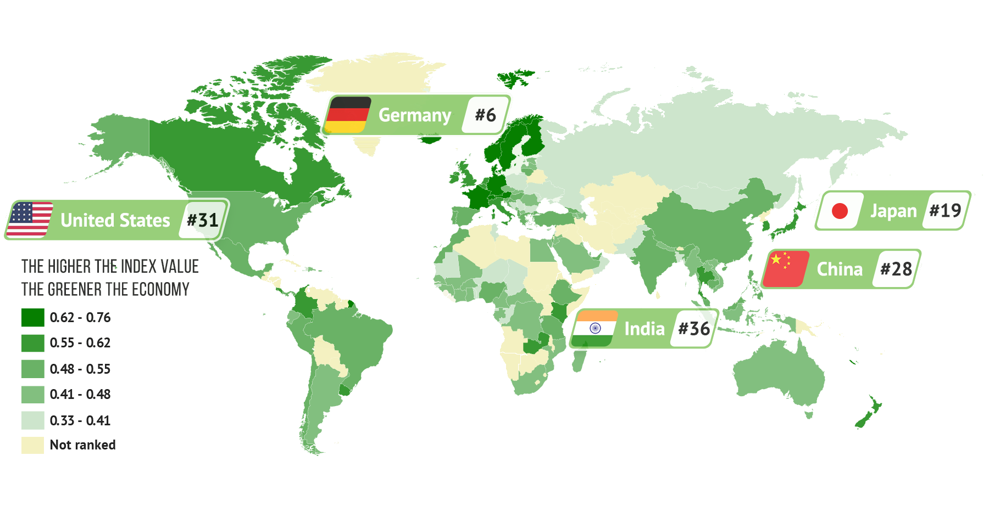 Germany #6
United States #31
Japan #19
China #28
India #36
THE HIGHER THE INDEX VALUE
THE GREENER THE ECONOMY
0.62 - 0.76
0.55 - 0.62
0.48 - 0.55
0.41 - 0.48
0.33 - 0.41
Not ranked